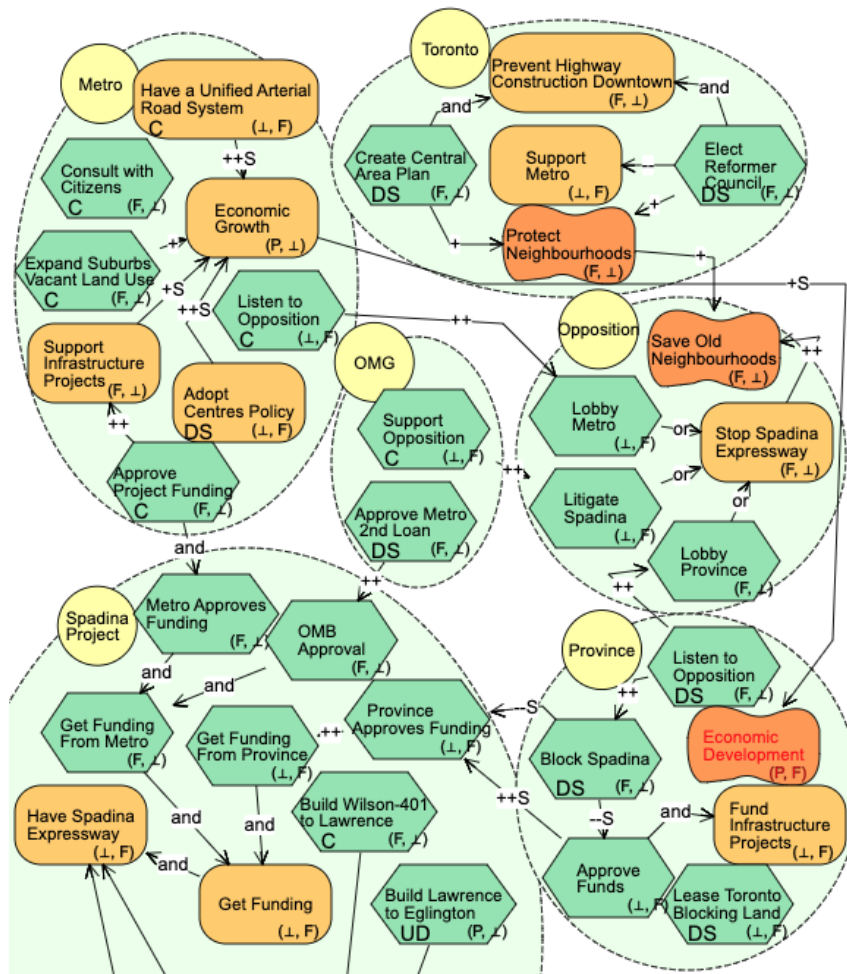 Metro
Have a Unified Arterial
Road System
C
(⊥, F)
++S
Consult with
Citizens
C
(F, ⊥)
Economic
Growth
(P, ⊥)
+
Expand Suburbs
Vacant Land Use
C
(F, ⊥)
+S
++S
Listen to
Opposition
C
(⊥, F)
++
Support
Infrastructure
Projects
(F, ⊥)
Adopt
Centres Policy
DS
(⊥, F)
++
Approve
Project Funding
C
(F, ⊥)
and
Toronto
Prevent Highway
Construction Downtown
(F, ⊥)
and
and
Create Central
Area Plan
DS
(F, ⊥)
Support
Metro
(⊥, F)
-
Elect
Reformer
Council
DS
(F, ⊥)
+
+
Protect
Neighbourhoods
(F, ⊥)
+
+S
OMG
Support
Opposition
C
(⊥, F)
++
Approve Metro
2nd Loan
DS
(F, ⊥)
++
Opposition
Save Old
Neighbourhoods
(F, ⊥)
++
Lobby
Metro
(⊥, F)
or
Stop Spadina
Expressway
(F, ⊥)
Litigate
Spadina
(⊥, F)
or
or
Lobby
Province
(F, ⊥)
++
Spadina
Project
Metro Approves
Funding
(F, ⊥)
OMB
Approval
(F, ⊥)
and
and
Get Funding
From Metro
(F, ⊥)
Get Funding
From Province
(⊥, F)
++
Province
Approves Funding
(⊥, F)
--S
++S
Have Spadina
Expressway
(⊥, F)
and
and
and
Build Wilson-401
to Lawrence
C
(F, ⊥)
Get Funding
(⊥, F)
Build Lawrence
to Eglington
UD
(P, ⊥)
Province
Listen to
Opposition
DS
(F, ⊥)
++
Block Spadina
DS
(F, ⊥)
Economic
Development
(P, F)
--S
and
Fund
Infrastructure
Projects
(⊥, F)
Approve
Funds
(⊥, F)
Lease Toronto
Blocking Land
DS
(⊥, F)